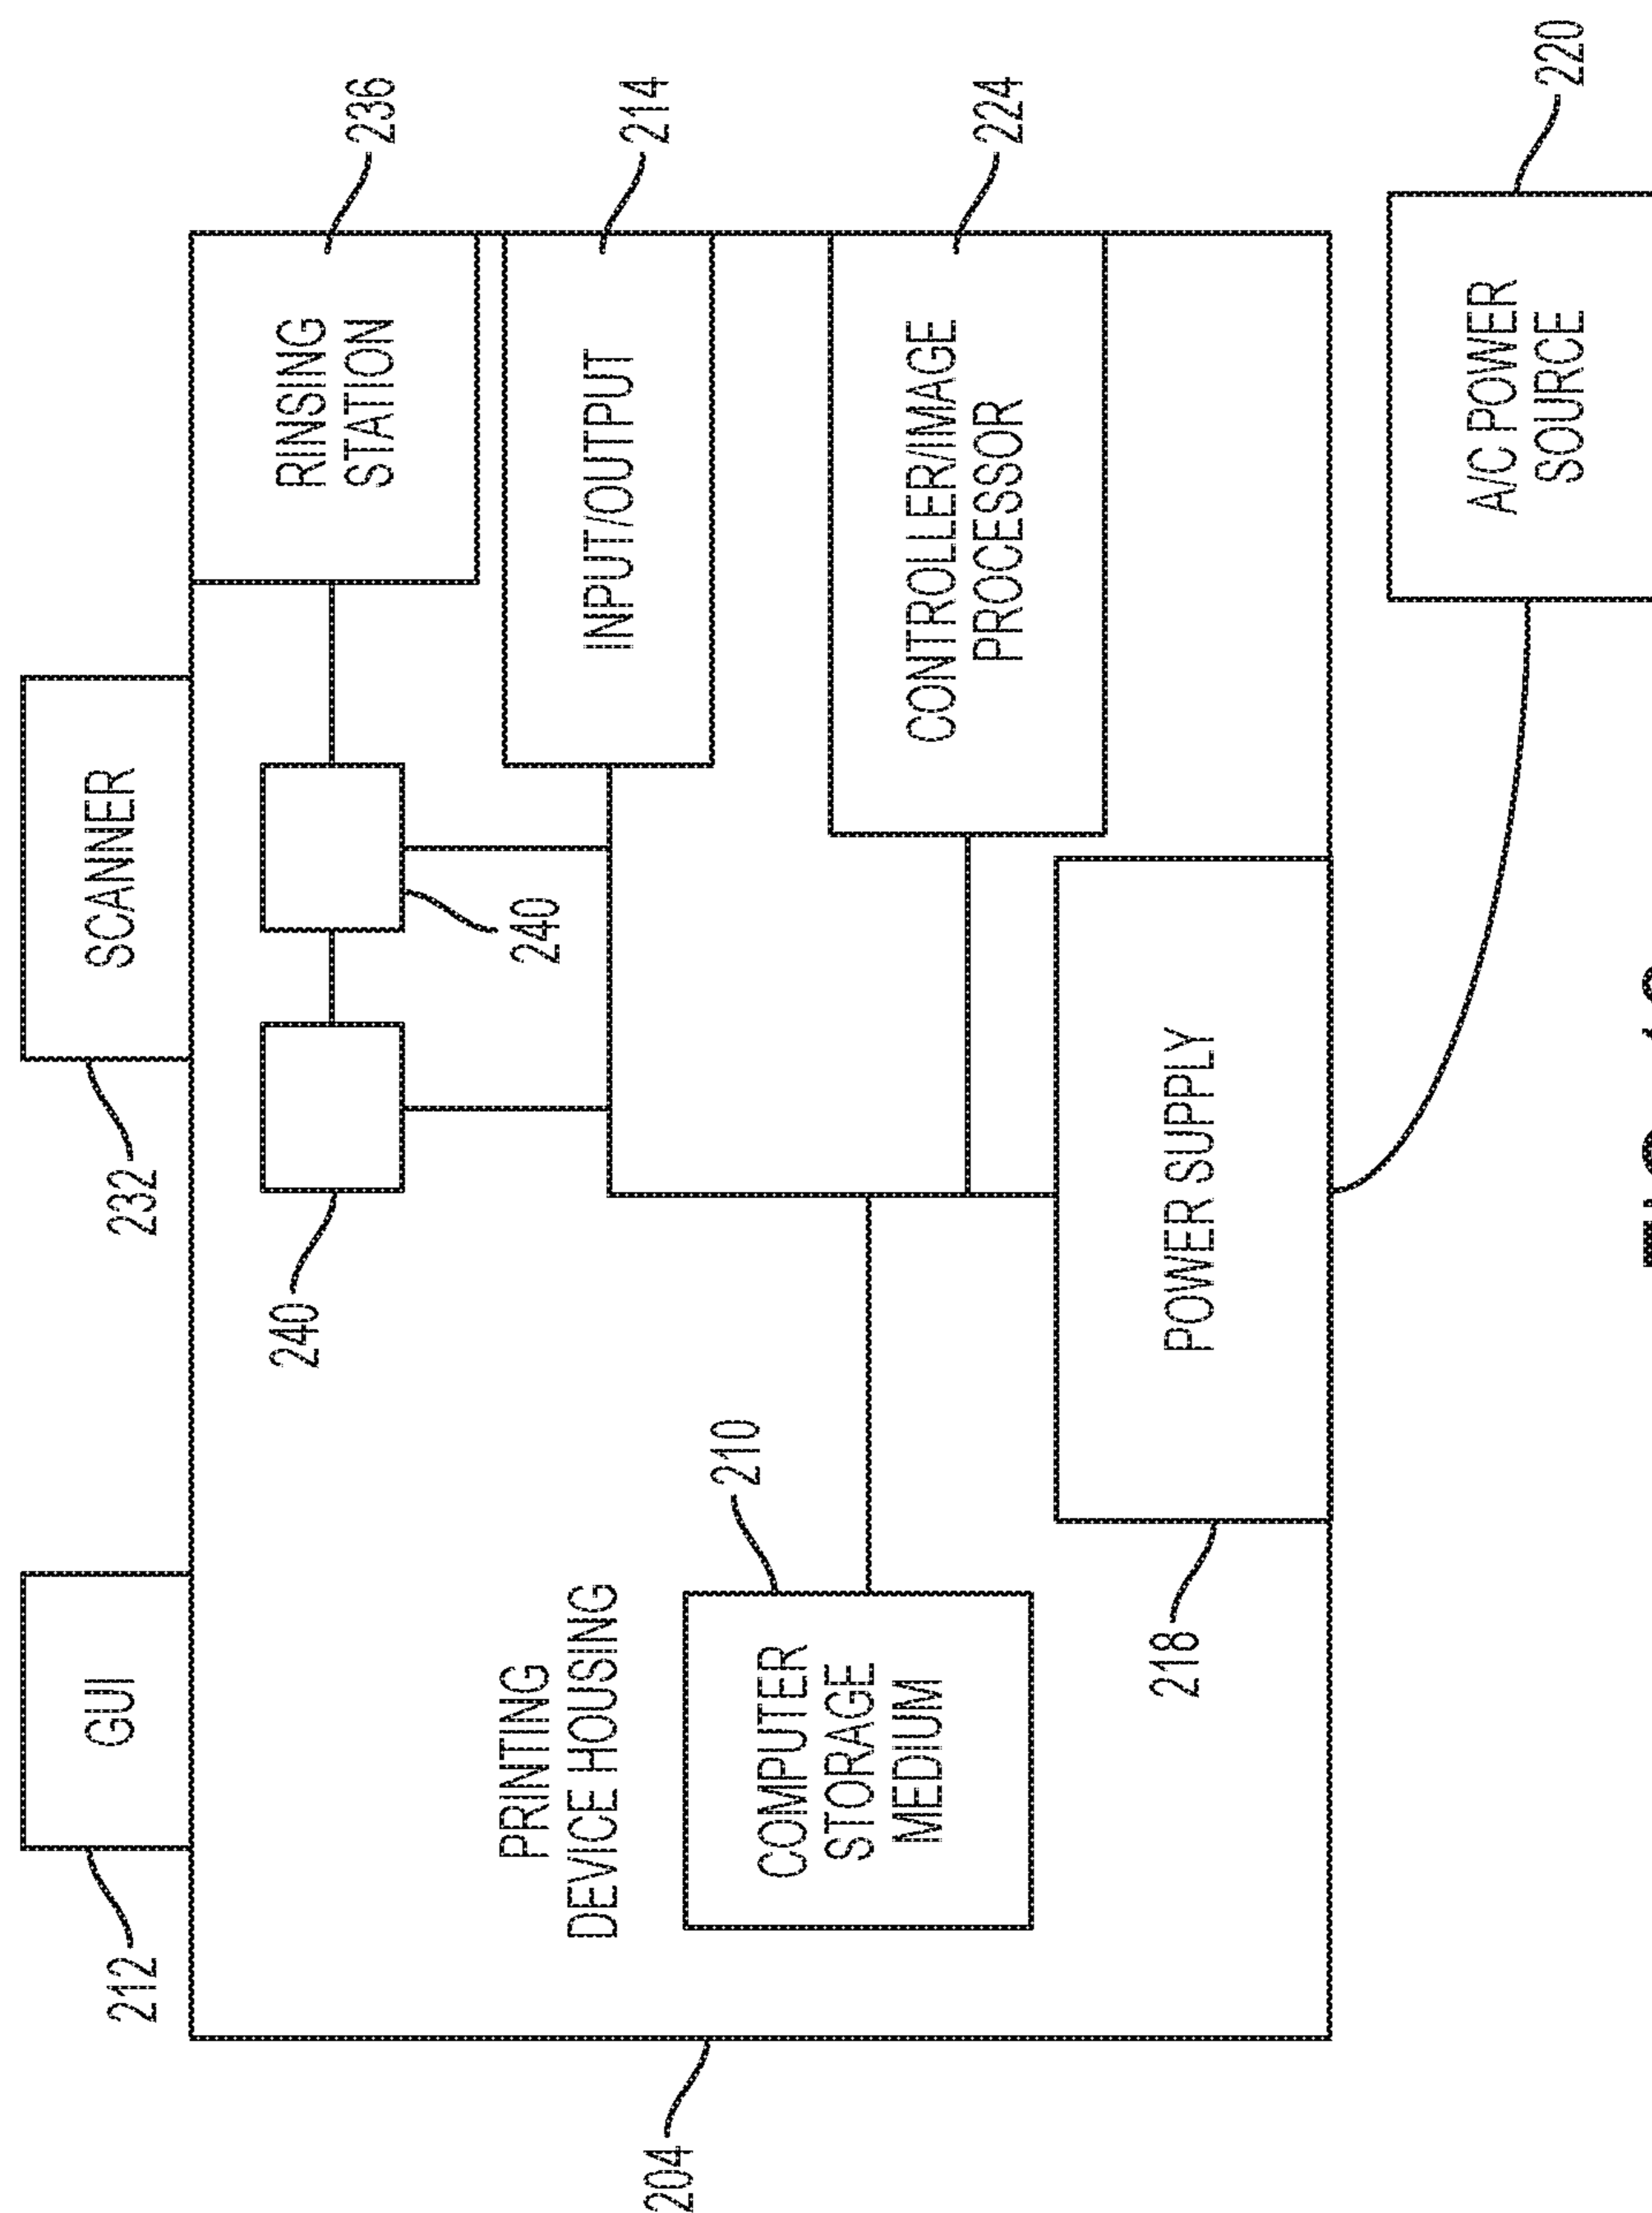 212
GUI
232
SCANNER
204
PRINTING
DEVICE HOUSING
240
240
RINSING
STATION
236
INPUT/OUTPUT
214
COMPUTER
STORAGE
MEDIUM
210
CONTROLLER/IMAGE
PROCESSOR
224
218
POWER SUPPLY
A/C POWER
SOURCE
220